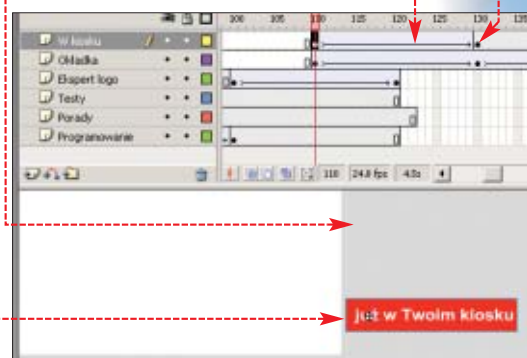 100 105 110 115 120 125 130 135
W kiosku
Okładka
Ekspert logo
Testy
Porady
Programowanie
110 24.0 fps 4.5s
już w Twoim kiosku